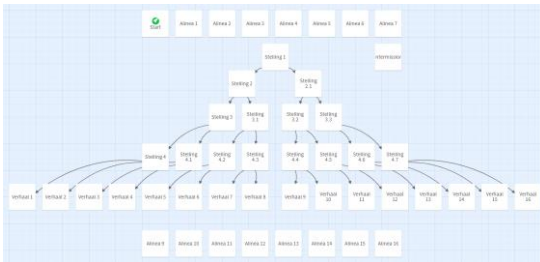 Start Alinea 1 Alinea 2 Alinea 3 Alinea 4 Alinea 5 Alinea 6 Alinea 7
Stelling 1
Intermissie
Stelling 2
Stelling 2.1
Stelling 3
Stelling 3.1
Stelling 3.2
Stelling 3.3
Stelling 4
Stelling 4.1
Stelling 4.2
Stelling 4.3
Stelling 4.4
Stelling 4.5
Stelling 4.6
Stelling 4.7
Verhaal 1 Verhaal 2 Verhaal 3 Verhaal 4 Verhaal 5 Verhaal 6 Verhaal 7 Verhaal 8 Verhaal 9
Verhaal 10
Verhaal 11
Verhaal 12
Verhaal 13
Verhaal 14
Verhaal 15
Verhaal 16
Alinea 9 Alinea 10 Alinea 11 Alinea 12 Alinea 13 Alinea 14 Alinea 15 Alinea 16